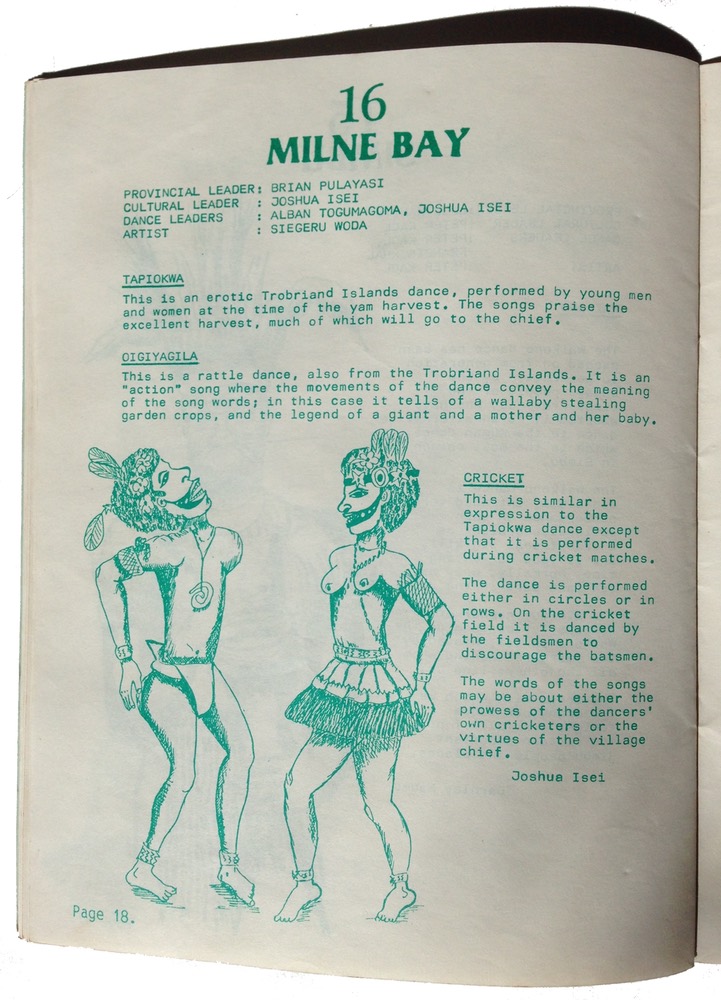 16
MILNE BAY
PROVINCIAL LEADER: BRIAN PULAYASI
CULTURAL LEADER : JOSHUA ISEI
DANCE LEADERS : ALBAN TOGUMAGOMA, JOSHUA ISEI
ARTIST : SIEGERU WODA
TAPIOKWA
This is an erotic Trobriand Islands dance, performed by young men
and women at the time of the yam harvest. The songs praise the
excellent harvest, much of which will go to the chief.
OIGIYAGILA
This is a rattle dance, also from the Trobriand Islands. It is an
"action" song where the movements of the dance convey the meaning
of the song words; in this case it tells of a wallaby stealing
garden crops, and the legend of a giant and a mother and her baby.
CRICKET
This is similar in
expression to the
Tapiokwa dance except
that it is performed
during cricket matches.
The dance is performed
either in circles or in
rows. On the cricket
field it is danced by
the fieldsmen to
discourage the batsmen.
The words of the songs
may be about either the
prowess of the dancers'
own cricketers or the
virtues of the village
chief.
Joshua Isei
Page 18.